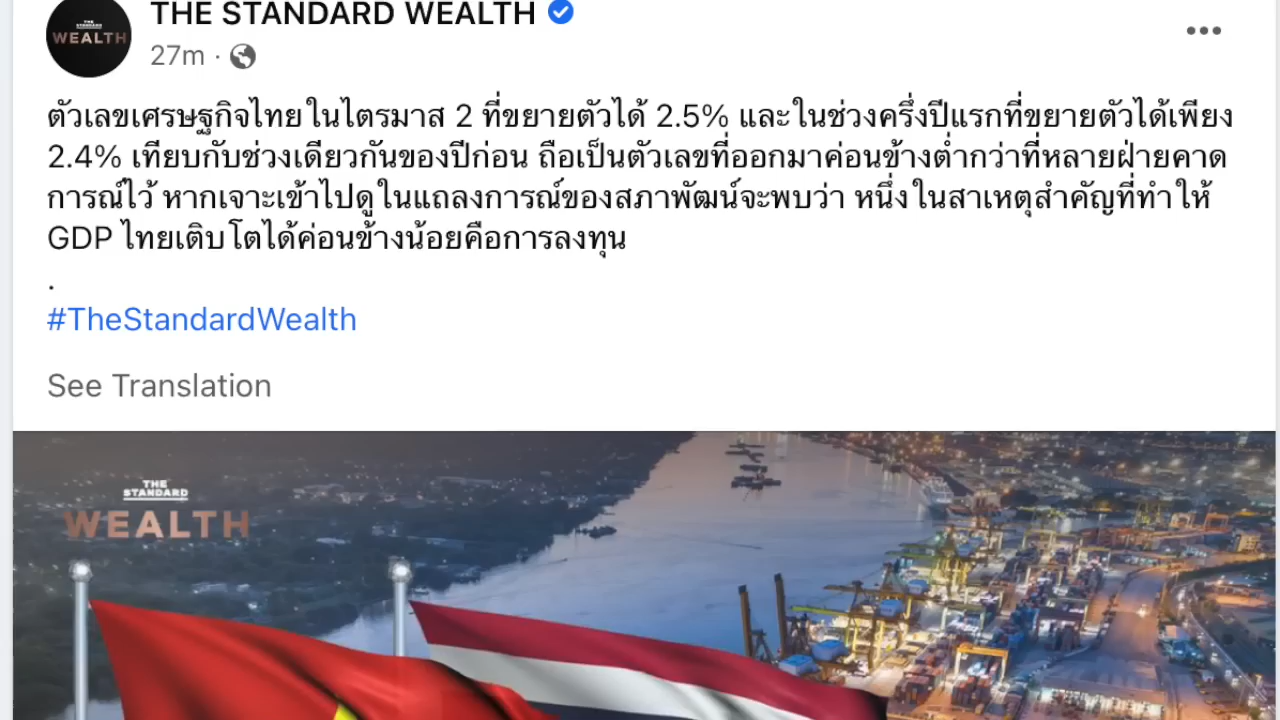 THE STANDARD WEALTH
THE
STANDARD
WEALTH
27m ·
ตัวเลขเศรษฐกิจไทยในไตรมาส 2 ที่ขยายตัวได้ 2.5% และในช่วงครึ่งปีแรกที่ขยายตัวได้เพียง
2.4% เทียบกับช่วงเดียวกันของปีก่อน ถือเป็นตัวเลขที่ออกมาค่อนข้างต่ำกว่าที่หลายฝ่ายคาด
การณ์ไว้ หากเจาะเข้าไปดูในแถลงการณ์ของสภาพัฒน์จะพบว่า หนึ่งในสาเหตุสำคัญที่ทำให้
GDP ไทยเติบโตได้ค่อนข้างน้อยคือการลงทุน
.
#TheStandardWealth
See Translation
THE
STANDARD
WEALTH